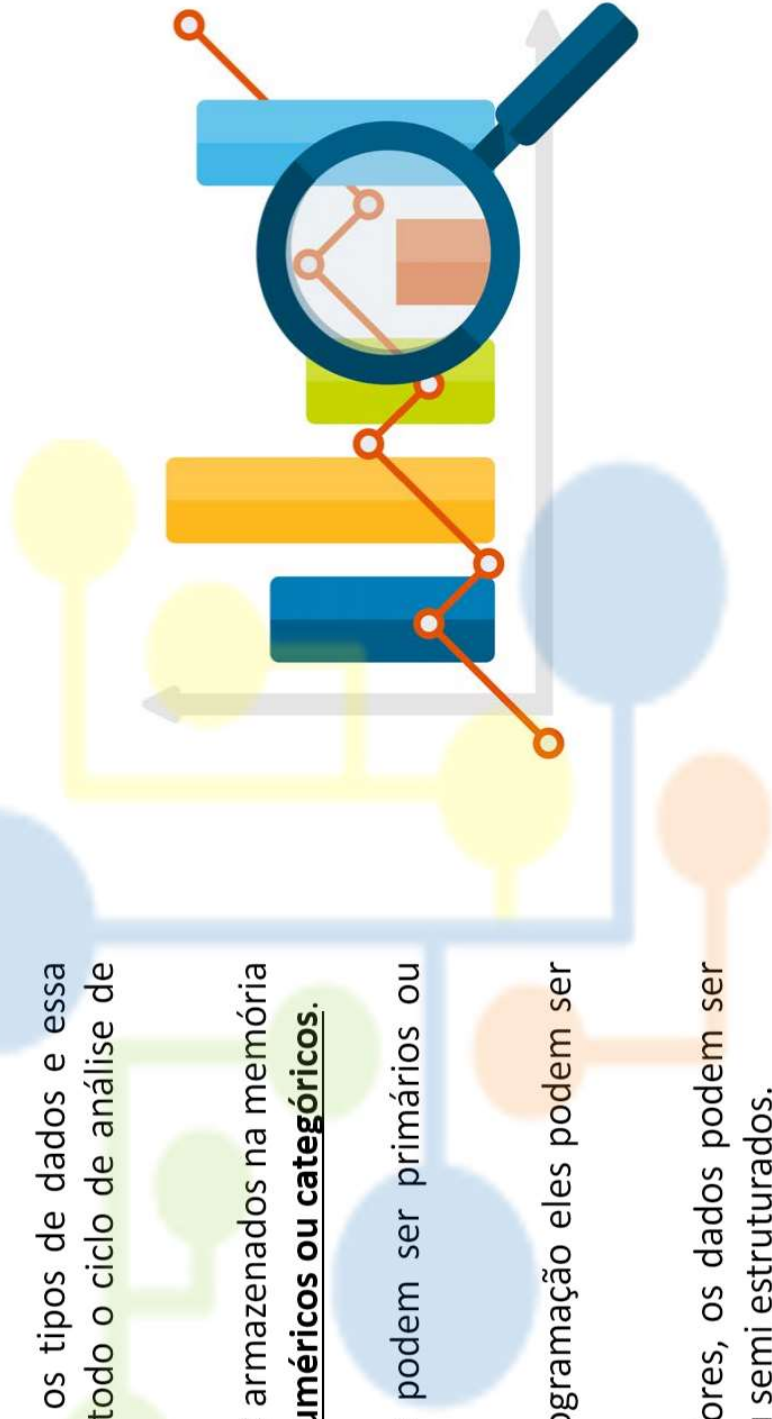 os tipos de dados e essa
todo o ciclo de análise de
armazenados na memória
uméricos ou categóricos.
podem ser primários ou
ogramação eles podem ser
ores, os dados podem ser
semi estruturados.